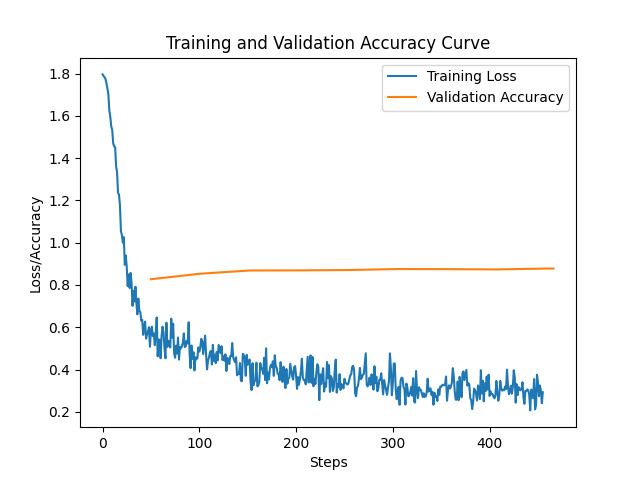 Training and Validation Accuracy Curve
Training Loss
Validation Accuracy
Loss/Accuracy
1.8
1.6
1.4
1.2
1.0
0.8
0.6
0.4
0.2
0
100
200
300
400
Steps